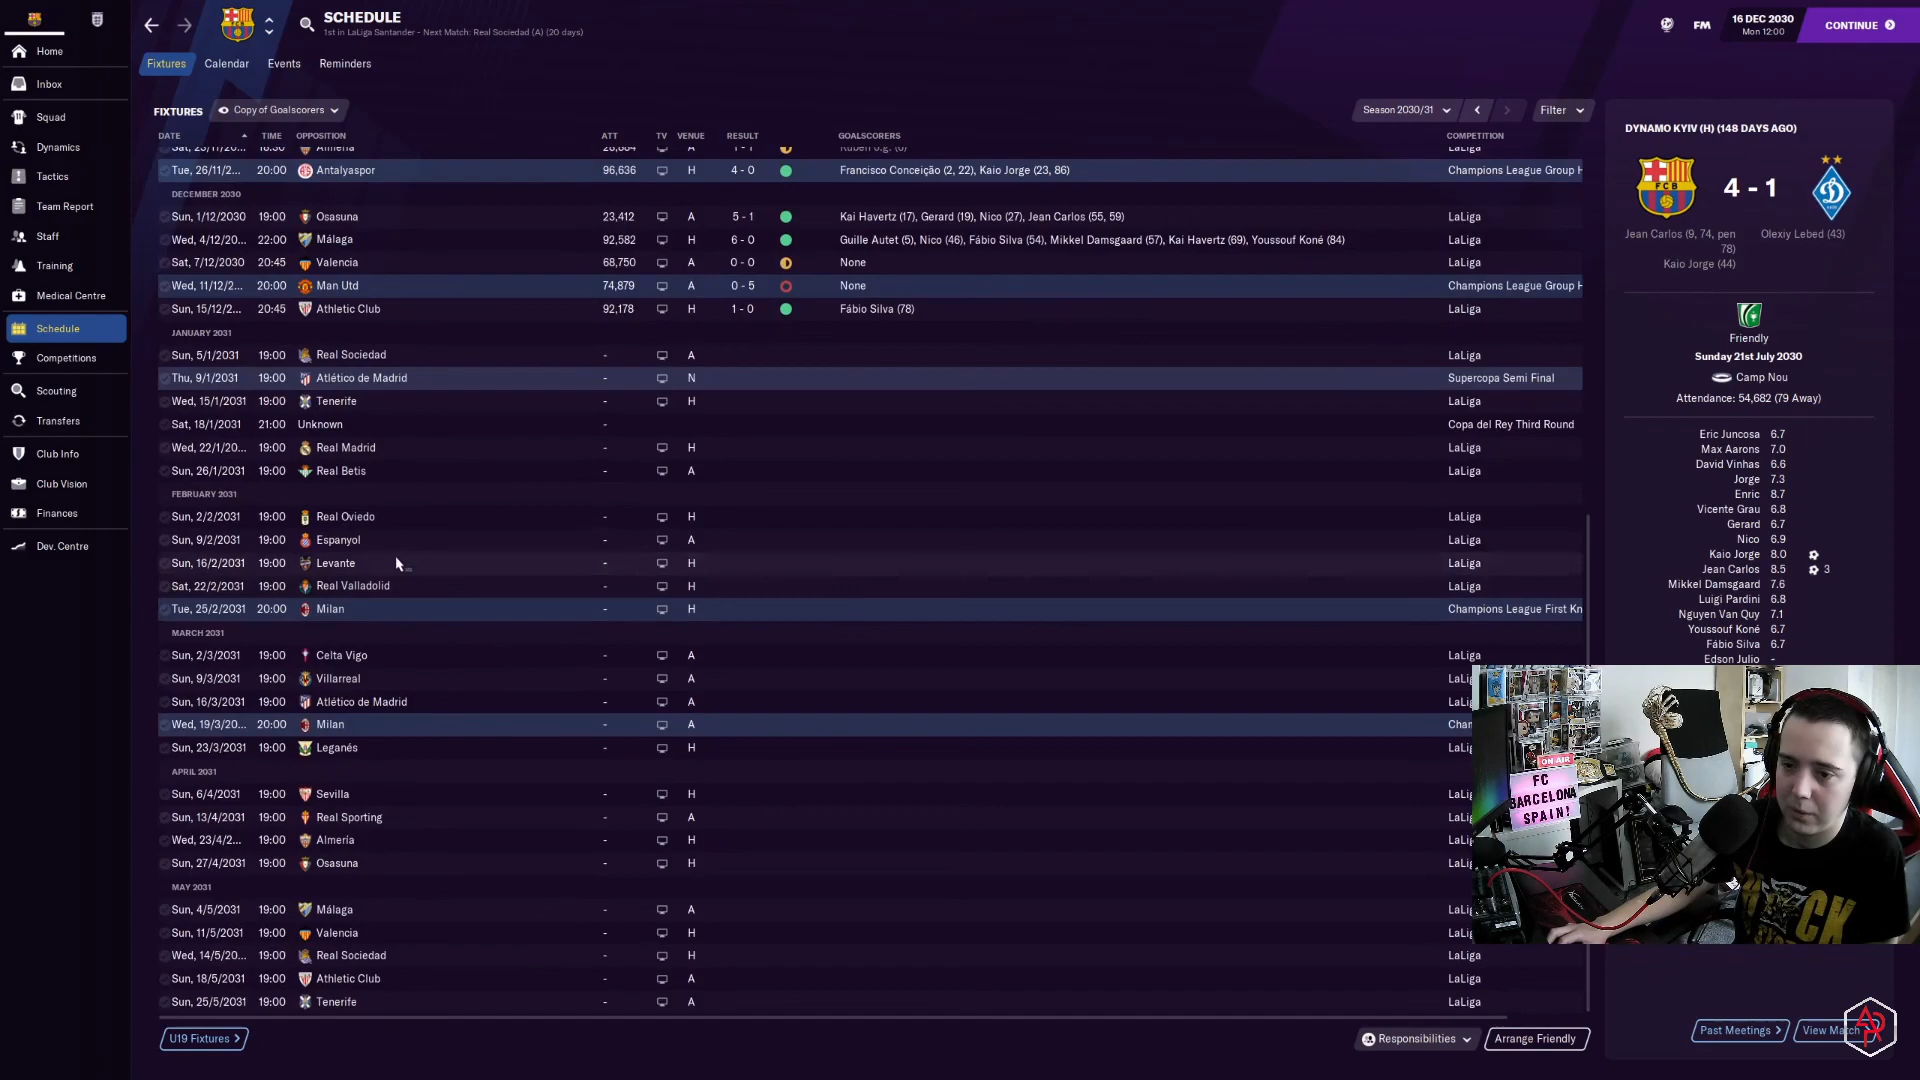 SCHEDULE
1st in LaLiga Santander - Next Match: Real Sociedad (A) (20 days)
FM
16 DEC 2030
Mon 12:00
CONTINUE
Home
Inbox
Squad
Dynamics
Tactics
Team Report
Staff
Training
Medical Centre
Schedule
Competitions
Scouting
Transfers
Club Info
Club Vision
Finances
Dev. Centre
Fixtures Calendar Events Reminders
FIXTURES Copy of Goalscorers Season 2030/31 Filter
DATE TIME OPPOSITION ATT TV VENUE RESULT GOALSCORERS COMPETITION
Tue, 26/11/2... 20:00 Antalyaspor 96,636 H 4 - 0 Francisco Conceição (2, 22), Kaio Jorge (23, 86) Champions League Group H
DECEMBER 2030
Sun, 1/12/2030 19:00 Osasuna 23,412 A 5 - 1 Kai Havertz (17), Gerard (19), Nico (27), Jean Carlos (55, 59) LaLiga
Wed, 4/12/20... 22:00 Málaga 92,582 H 6 - 0 Guille Autet (5), Nico (46), Fábio Silva (54), Mikkel Damsgaard (57), Kai Havertz (69), Youssouf Koné (84) LaLiga
Sat, 7/12/2030 20:45 Valencia 68,750 A 0 - 0 None LaLiga
Wed, 11/12/2... 20:00 Man Utd 74,879 A 0 - 5 None Champions League Group H
Sun, 15/12/2... 20:45 Athletic Club 92,178 H 1 - 0 Fábio Silva (78) LaLiga
JANUARY 2031
Sun, 5/1/2031 19:00 Real Sociedad - A LaLiga
Thu, 9/1/2031 19:00 Atlético de Madrid - N Supercopa Semi Final
Wed, 15/1/2031 19:00 Tenerife - H LaLiga
Sat, 18/1/2031 21:00 Unknown - Copa del Rey Third Round
Wed, 22/1/20... 19:00 Real Madrid - H LaLiga
Sun, 26/1/2031 19:00 Real Betis - A LaLiga
FEBRUARY 2031
Sun, 2/2/2031 19:00 Real Oviedo - H LaLiga
Sun, 9/2/2031 19:00 Espanyol - A LaLiga
Sun, 16/2/2031 19:00 Levante - H LaLiga
Sat, 22/2/2031 19:00 Real Valladolid - H LaLiga
Tue, 25/2/2031 20:00 Milan - H Champions League First Kn
MARCH 2031
Sun, 2/3/2031 19:00 Celta Vigo - A LaLiga
Sun, 9/3/2031 19:00 Villarreal - A
Sun, 16/3/2031 19:00 Atlético de Madrid - A
Wed, 19/3/20... 20:00 Milan - A
Sun, 23/3/2031 19:00 Leganés - H
APRIL 2031
Sun, 6/4/2031 19:00 Sevilla - H
Sun, 13/4/2031 19:00 Real Sporting - A
Wed, 23/4/2... 19:00 Almería - H
Sun, 27/4/2031 19:00 Osasuna - H
MAY 2031
Sun, 4/5/2031 19:00 Málaga - A
Sun, 11/5/2031 19:00 Valencia - H
Wed, 14/5/20... 19:00 Real Sociedad - H LaLiga
Sun, 18/5/2031 19:00 Athletic Club - A LaLiga
Sun, 25/5/2031 19:00 Tenerife - A LaLiga
U19 Fixtures Responsibilities Arrange Friendly
DYNAMO KYIV (H) (148 DAYS AGO)
FCB
4 - 1
Jean Carlos (9, 74, pen 
78)
Kaio Jorge (44)
Olexiy Lebed (43)
Friendly
Sunday 21st July 2030
Camp Nou
Attendance: 54,682 (79 Away)
Eric Juncosa 6.7
Max Aarons 7.0
David Vinhas 6.6
Jorge 7.3
Enric 8.7
Vicente Grau 6.8
Gerard 6.7
Nico 6.9
Kaio Jorge 8.0
Jean Carlos 8.5 3
Mikkel Damsgaard 7.6
Luigi Pardini 6.8
Nguyen Van Quy 7.1
Youssouf Koné 6.7
Fábio Silva 6.7
Edson Julio -
ON AIR
FC
BARCELONA
SPAIN!
Past Meetings View Match